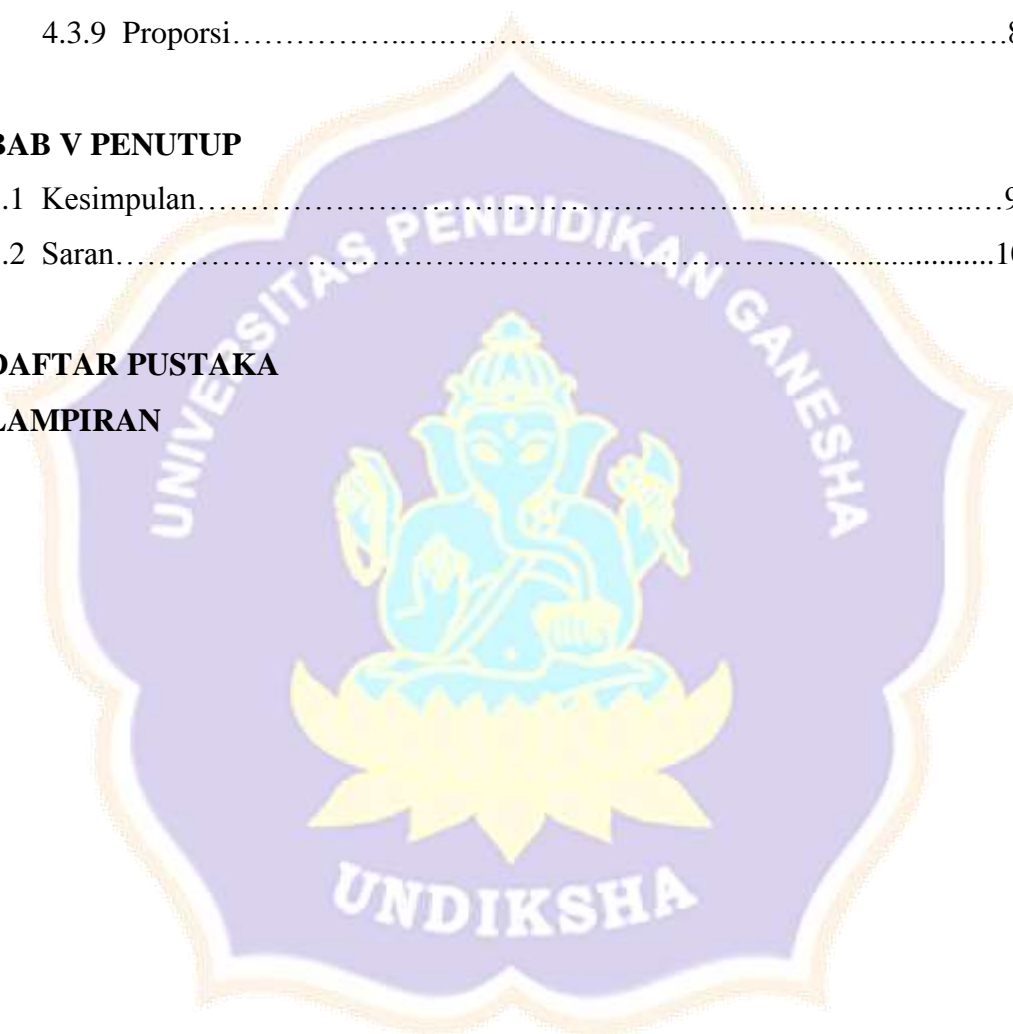 4.3.9 Proporsi……………..…………..……………………………….…8
BAB V PENUTUP
.1 Kesimpulan…………………………………………..……………….….…9
.2 Saran………………………………………………………….....................10
DAFTAR PUSTAKA
LAMPIRAN
UNIVERSITAS PENDIDIKAN GANESHA
UNDIKSHA